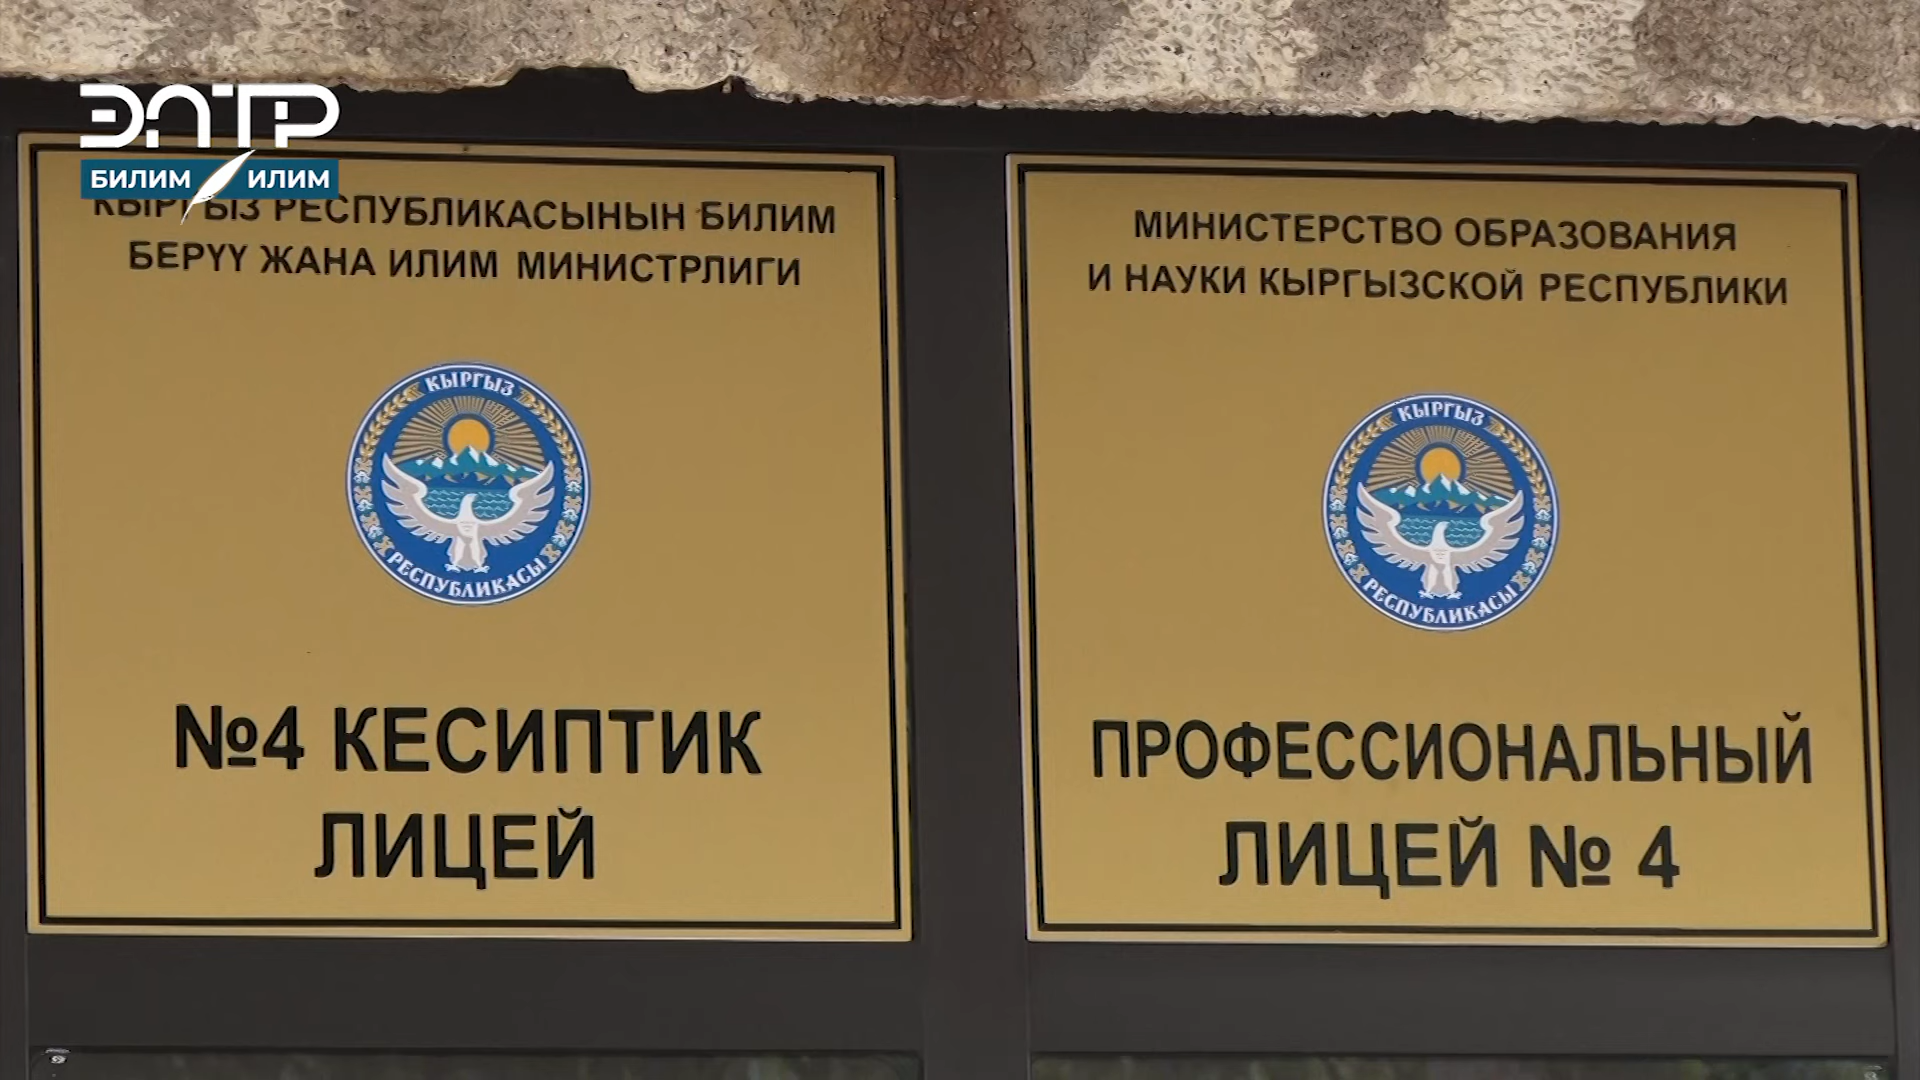 ЭЛТР
БИЛИМ ИЛИМ
КЫРГЫЗ РЕСПУБЛИКАСЫНЫН БИЛИМ
БЕРҮҮ ЖАНА ИЛИМ МИНИСТРЛИГИ
КЫРГЫЗ
РЕСПУБЛИКАСЫ
№4 КЕСИПТИК
ЛИЦЕЙ
МИНИСТЕРСТВО ОБРАЗОВАНИЯ
И НАУКИ КЫРГЫЗСКОЙ РЕСПУБЛИКИ
КЫРГЫЗ
РЕСПУБЛИКАСЫ
ПРОФЕССИОНАЛЬНЫЙ
ЛИЦЕЙ № 4